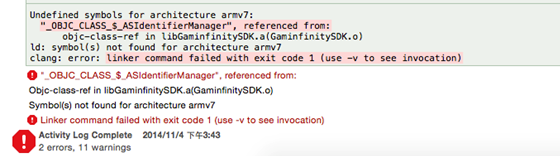 Undefined symbols for architecture armv7:
"_OBJC_CLASS_$_ASIdentifierManager", referenced from:
objc-class-ref in libGaminfinitySDK.a(GaminfinitySDK.o)
ld: symbol(s) not found for architecture armv7
clang: error: linker command failed with exit code 1 (use -v to see invocation)
"_OBJC_CLASS_$_ASIdentifierManager", referenced from:
Objc-class-ref in libGaminfinitySDK.a(GaminfinitySDK.o)
Symbol(s) not found for architecture armv7
Linker command failed with exit code 1 (use -v to see invocation)
Activity Log Complete 2014/11/4 下午3:43
2 errors, 11 warnings